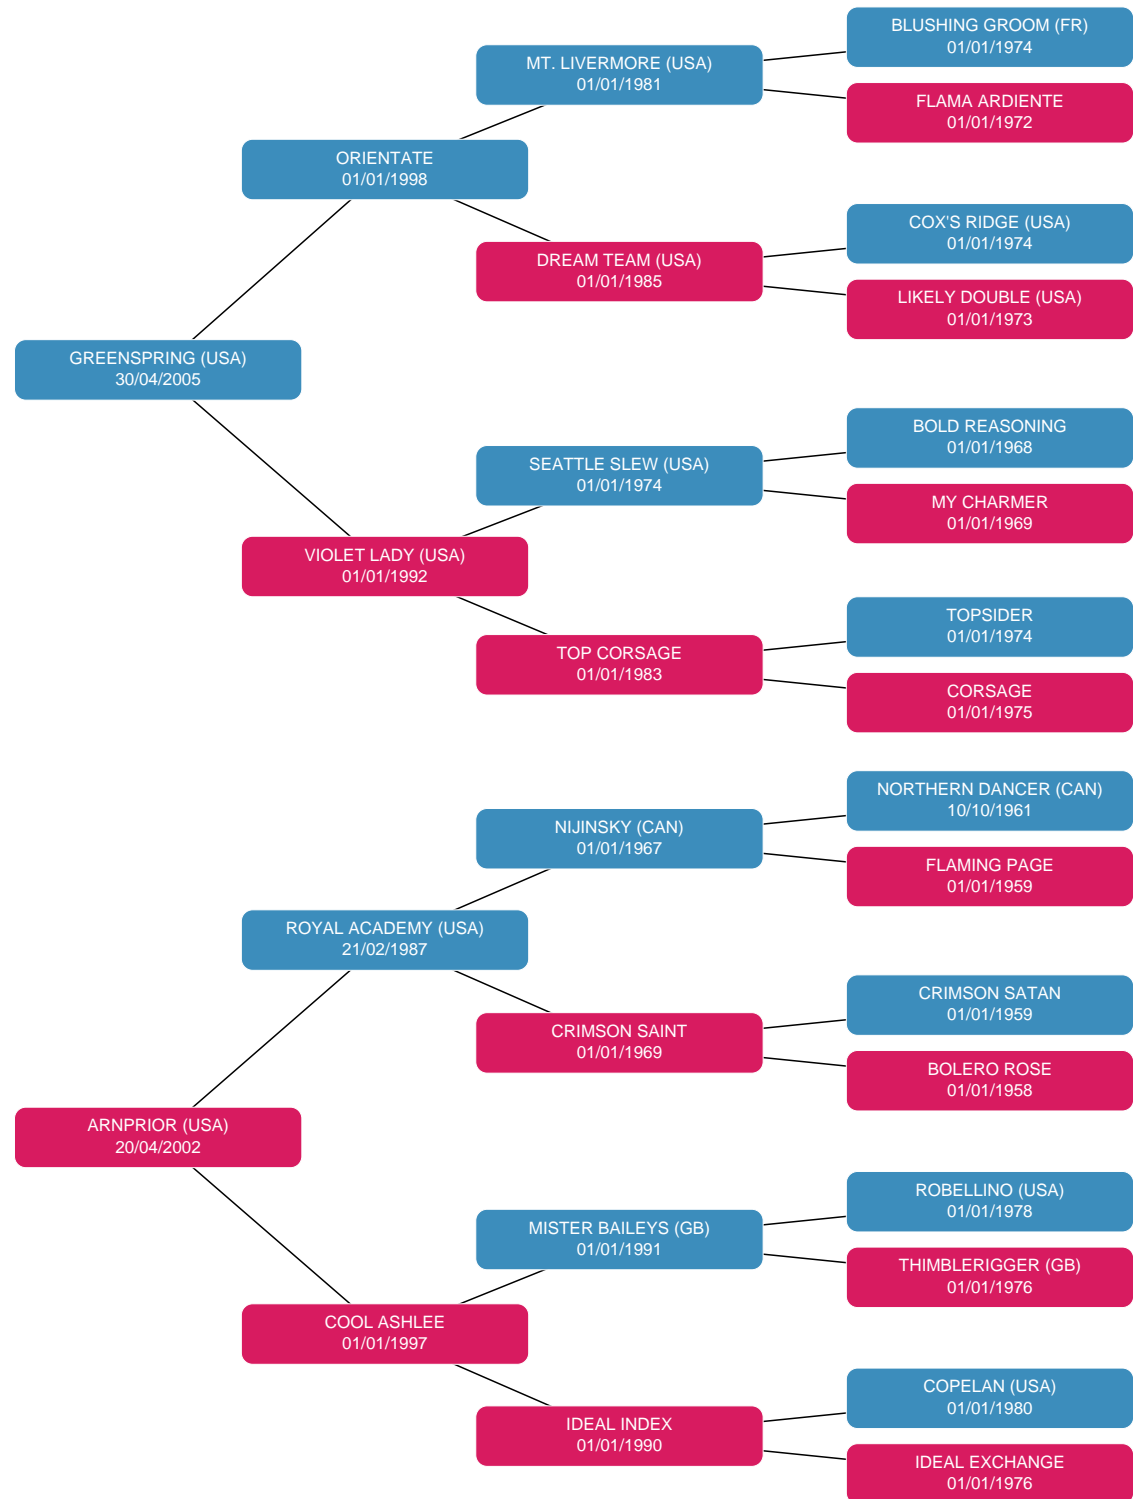 BLUSHING GROOM (FR)
01/01/1974
MT. LIVERMORE (USA)
01/01/1981
FLAMA ARDIENTE
01/01/1972
ORIENTATE
01/01/1998
COX'S RIDGE (USA)
01/01/1974
DREAM TEAM (USA)
01/01/1985
LIKELY DOUBLE (USA)
01/01/1973
GREENSPRING (USA)
30/04/2005
BOLD REASONING
01/01/1968
SEATTLE SLEW (USA)
01/01/1974
MY CHARMER
01/01/1969
VIOLET LADY (USA)
01/01/1992
TOPSIDER
01/01/1974
TOP CORSAGE
01/01/1983
CORSAGE
01/01/1975
NORTHERN DANCER (CAN)
10/10/1961
NIJINSKY (CAN)
01/01/1967
FLAMING PAGE
01/01/1959
ROYAL ACADEMY (USA)
21/02/1987
CRIMSON SATAN
01/01/1959
CRIMSON SAINT
01/01/1969
BOLERO ROSE
01/01/1958
ARNPRIOR (USA)
20/04/2002
ROBELLINO (USA)
01/01/1978
MISTER BAILEYS (GB)
01/01/1991
THIMBLERIGGER (GB)
01/01/1976
COOL ASHLEE
01/01/1997
COPELAN (USA)
01/01/1980
IDEAL INDEX
01/01/1990
IDEAL EXCHANGE
01/01/1976